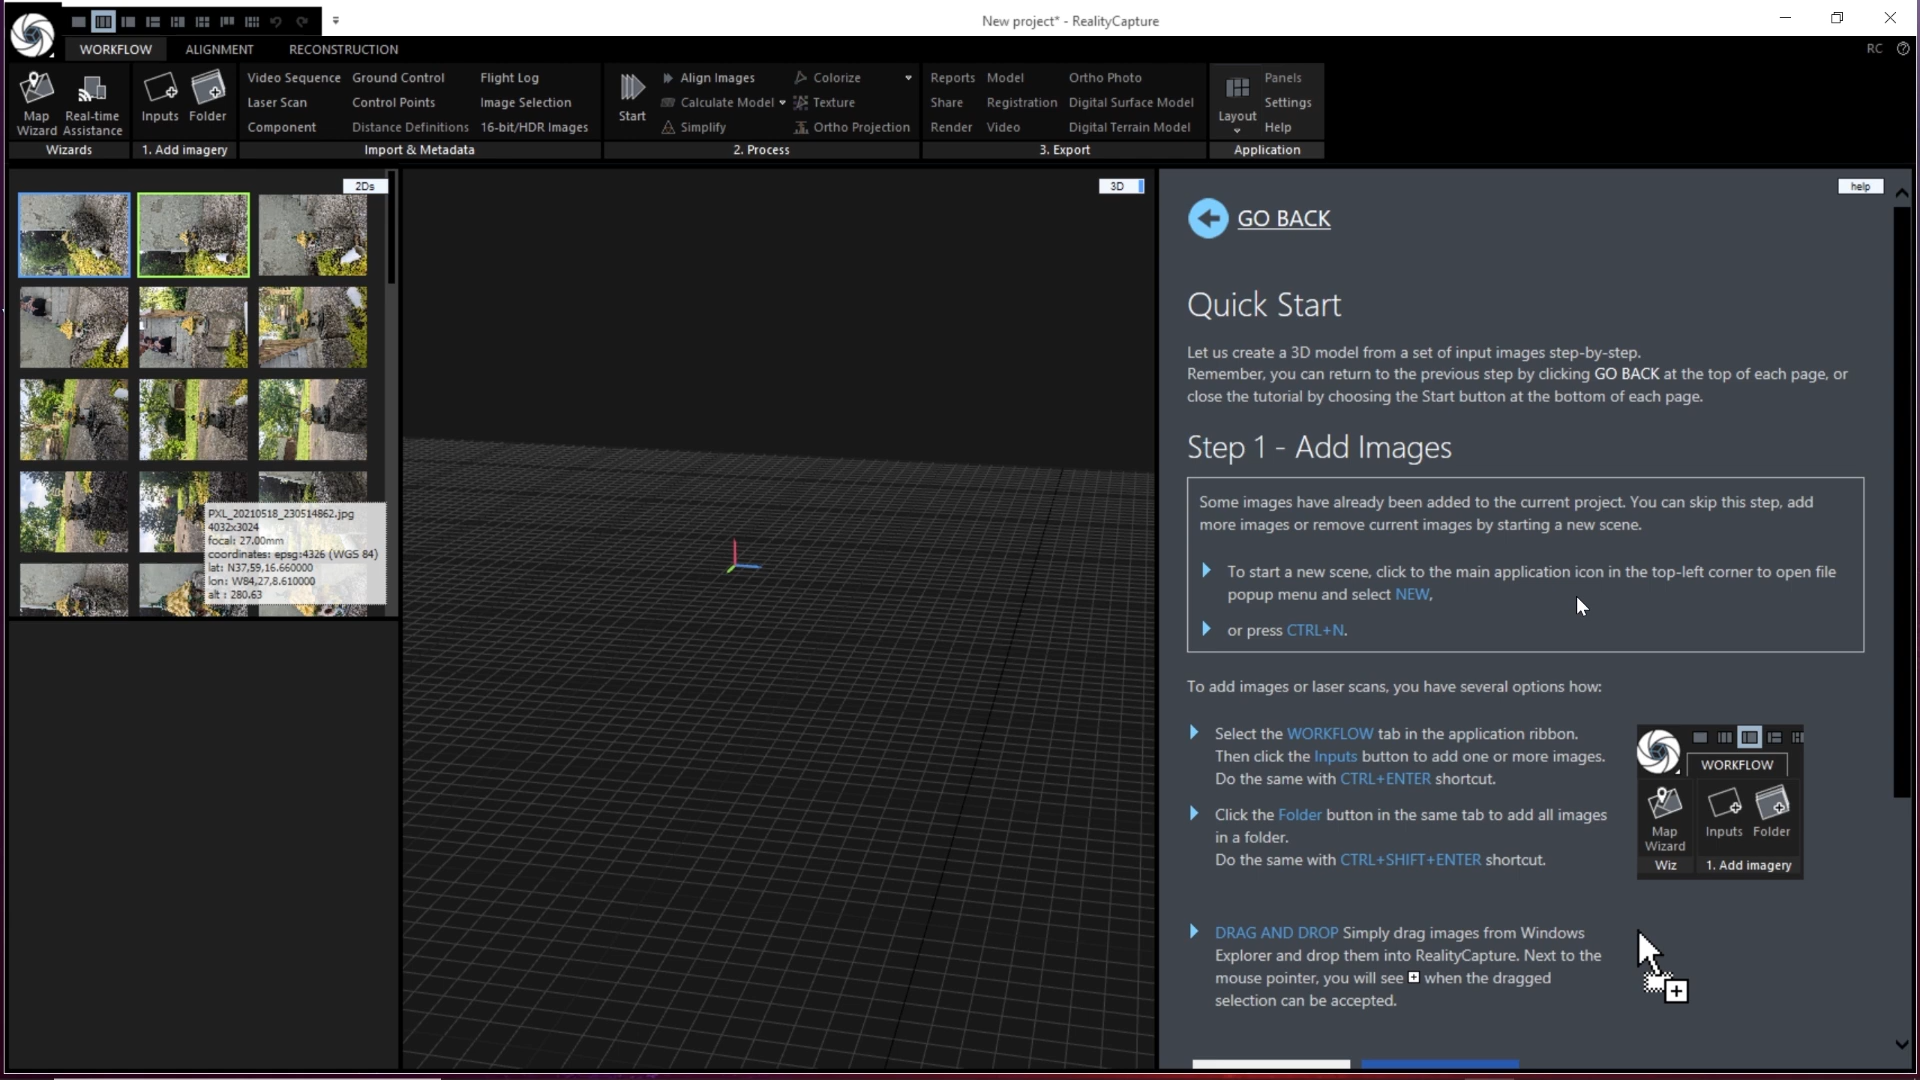 New project* - RealityCapture
WORKFLOW ALIGNMENT RECONSTRUCTION
RC
Map Wizard
Real-time Assistance
Wizards
Inputs Folder
1. Add imagery
Video Sequence Ground Control Flight Log
Laser Scan Control Points Image Selection
Component Distance Definitions 16-bit/HDR Images
Import & Metadata
Start
Align Images Colorize
Calculate Model Texture
Simplify Ortho Projection
2. Process
Reports Model Ortho Photo
Share Registration Digital Surface Model
Render Video Digital Terrain Model
3. Export
Layout
Panels
Settings
Help
Application
2Ds
3D
help
PXL_20210518_230514862.jpg
4032x3024
focal: 27.00mm
coordinates: epsg:4326 (WGS 84)
lat: N37,59,16.660000
lon: W84,27,8.610000
alt : 280.63
GO BACK
Quick Start
Let us create a 3D model from a set of input images step-by-step.
Remember, you can return to the previous step by clicking GO BACK at the top of each page, or
close the tutorial by choosing the Start button at the bottom of each page.
Step 1 - Add Images
Some images have already been added to the current project. You can skip this step, add
more images or remove current images by starting a new scene.
To start a new scene, click to the main application icon in the top-left corner to open file
popup menu and select NEW,
or press CTRL+N.
To add images or laser scans, you have several options how:
Select the WORKFLOW tab in the application ribbon.
Then click the Inputs button to add one or more images.
Do the same with CTRL+ENTER shortcut.
Click the Folder button in the same tab to add all images
in a folder.
Do the same with CTRL+SHIFT+ENTER shortcut.
WORKFLOW
Map Wizard
Inputs Folder
Wiz 1. Add imagery
DRAG AND DROP Simply drag images from Windows
Explorer and drop them into RealityCapture. Next to the
mouse pointer, you will see when the dragged
selection can be accepted.